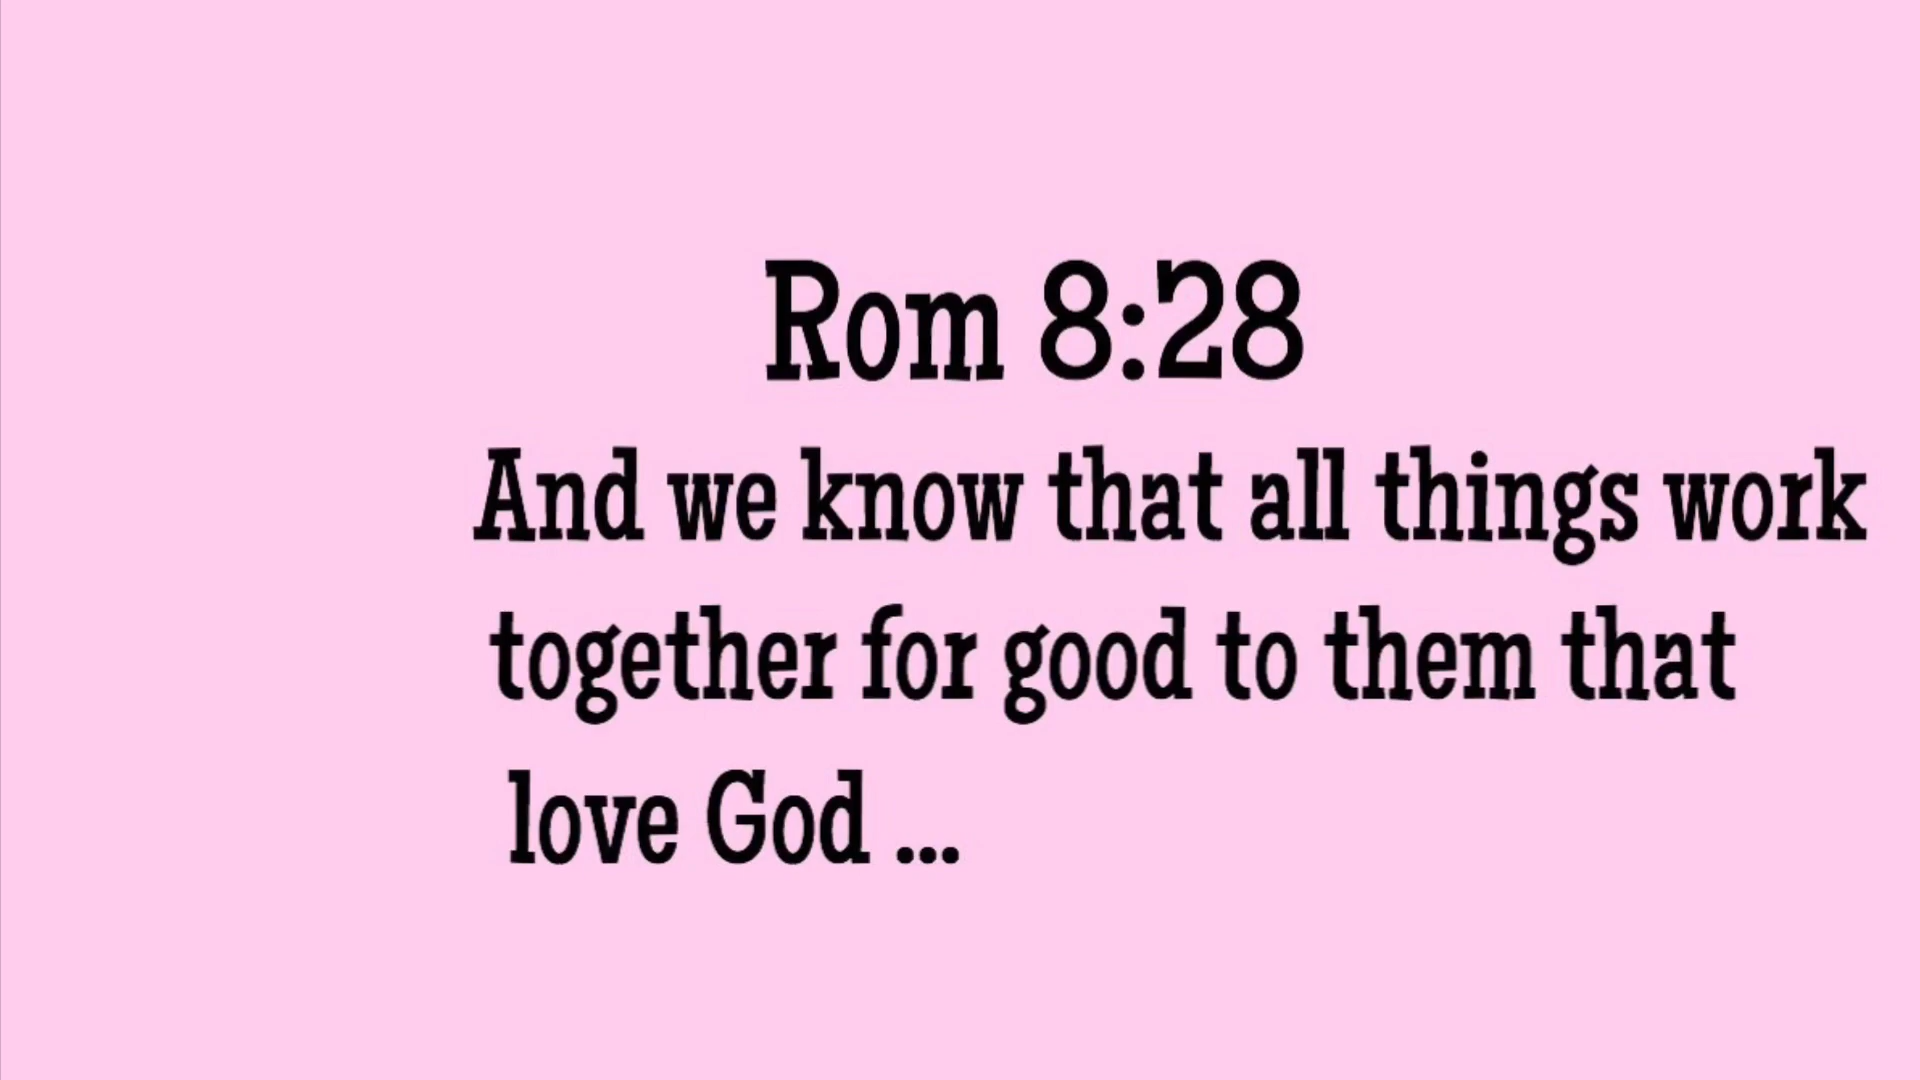 Rom 8:28
And we know that all things work
together for good to them that
love God ...